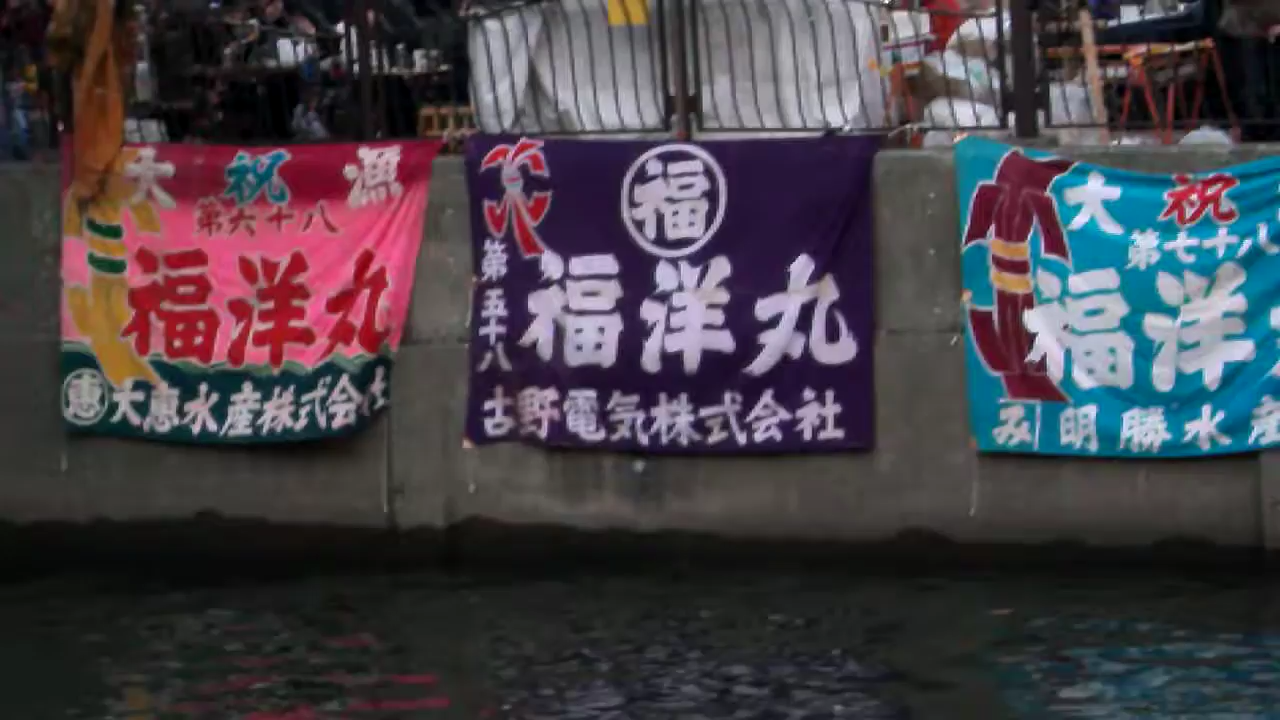 大 祝 漁
第六十八
福洋丸
恵 大恵水産株式会社
福
第五十八
福洋丸
古野電気株式会社
大 祝
第七十八
福洋
み 明勝水産